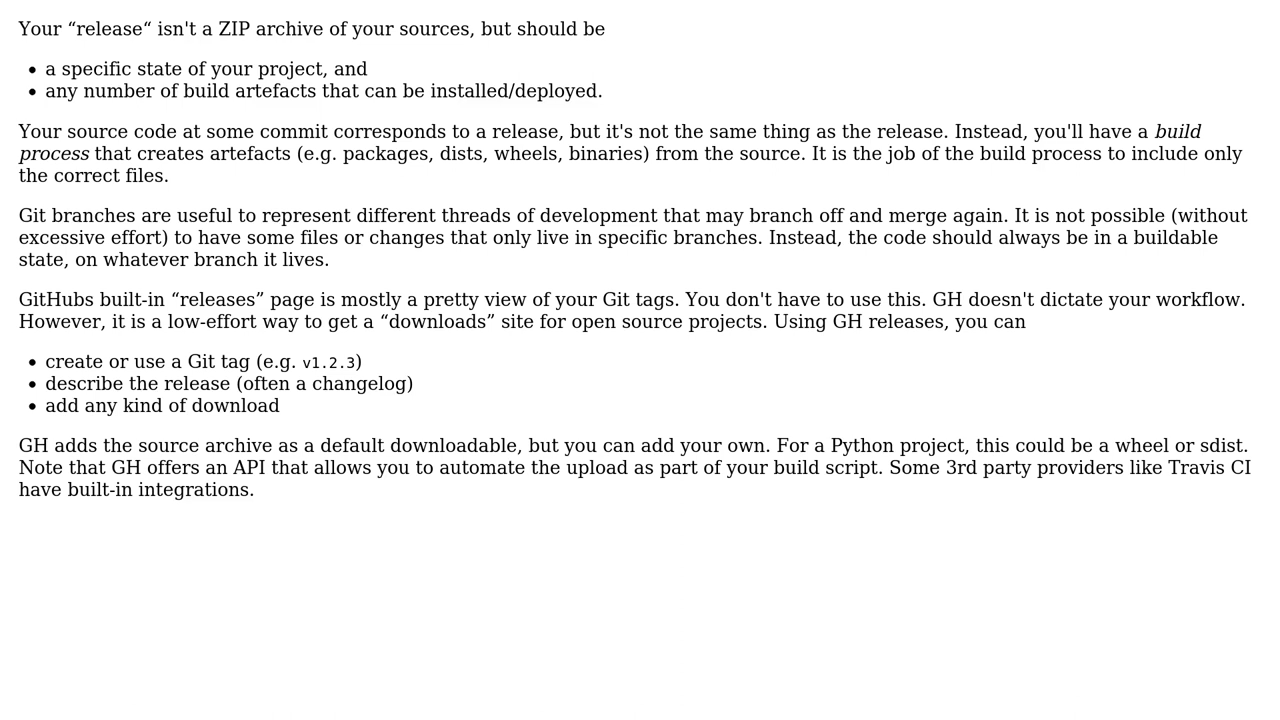 Your “release“ isn't a ZIP archive of your sources, but should be
• a specific state of your project, and
• any number of build artefacts that can be installed/deployed.
Your source code at some commit corresponds to a release, but it's not the same thing as the release. Instead, you'll have a build
process that creates artefacts (e.g. packages, dists, wheels, binaries) from the source. It is the job of the build process to include only
the correct files.
Git branches are useful to represent different threads of development that may branch off and merge again. It is not possible (without
excessive effort) to have some files or changes that only live in specific branches. Instead, the code should always be in a buildable
state, on whatever branch it lives.
GitHubs built-in “releases” page is mostly a pretty view of your Git tags. You don't have to use this. GH doesn't dictate your workflow.
However, it is a low-effort way to get a “downloads” site for open source projects. Using GH releases, you can
• create or use a Git tag (e.g. v1.2.3)
• describe the release (often a changelog)
• add any kind of download
GH adds the source archive as a default downloadable, but you can add your own. For a Python project, this could be a wheel or sdist.
Note that GH offers an API that allows you to automate the upload as part of your build script. Some 3rd party providers like Travis CI
have built-in integrations.